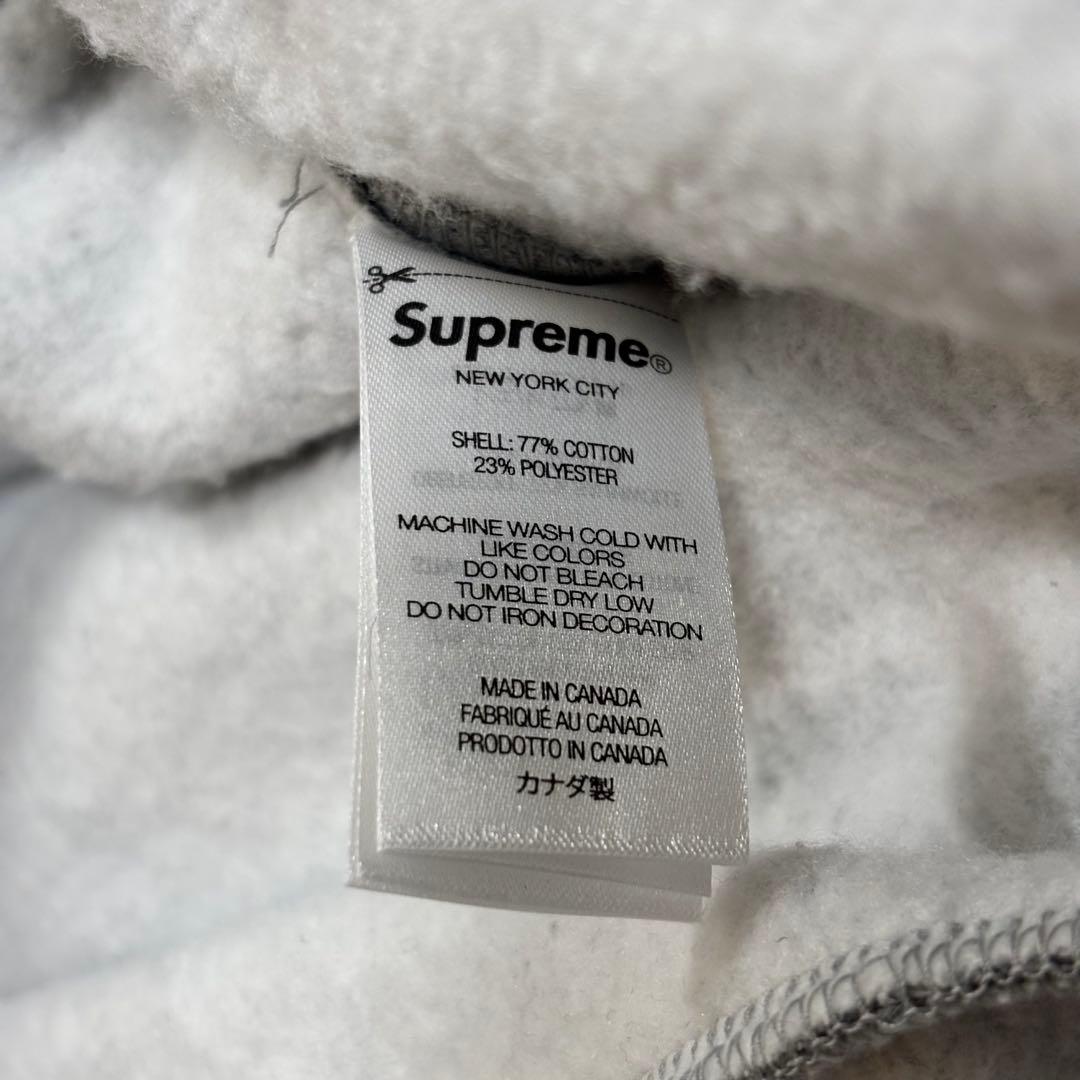 Supreme®
NEW YORK CITY
SHELL: 77% COTTON
23% POLYESTER
MACHINE WASH COLD WITH
LIKE COLORS
DO NOT BLEACH
TUMBLE DRY LOW
DO NOT IRON DECORATION
MADE IN CANADA
FABRIQUÉ AU CANADA
PRODOTTO IN CANADA
カナダ製